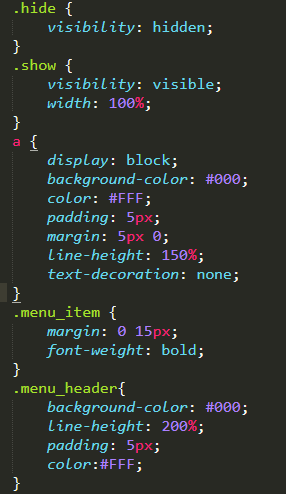 .hide {
    visibility: hidden;
}
.show {
    visibility: visible;
    width: 100%;
}
a {
    display: block;
    background-color: #000;
    color: #FFF;
    padding: 5px;
    margin: 5px 0;
    line-height: 150%;
    text-decoration: none;
}
.menu_item {
    margin: 0 15px;
    font-weight: bold;
}
.menu_header{
    background-color: #000;
    line-height: 200%;
    padding: 5px;
    color:#FFF;
}